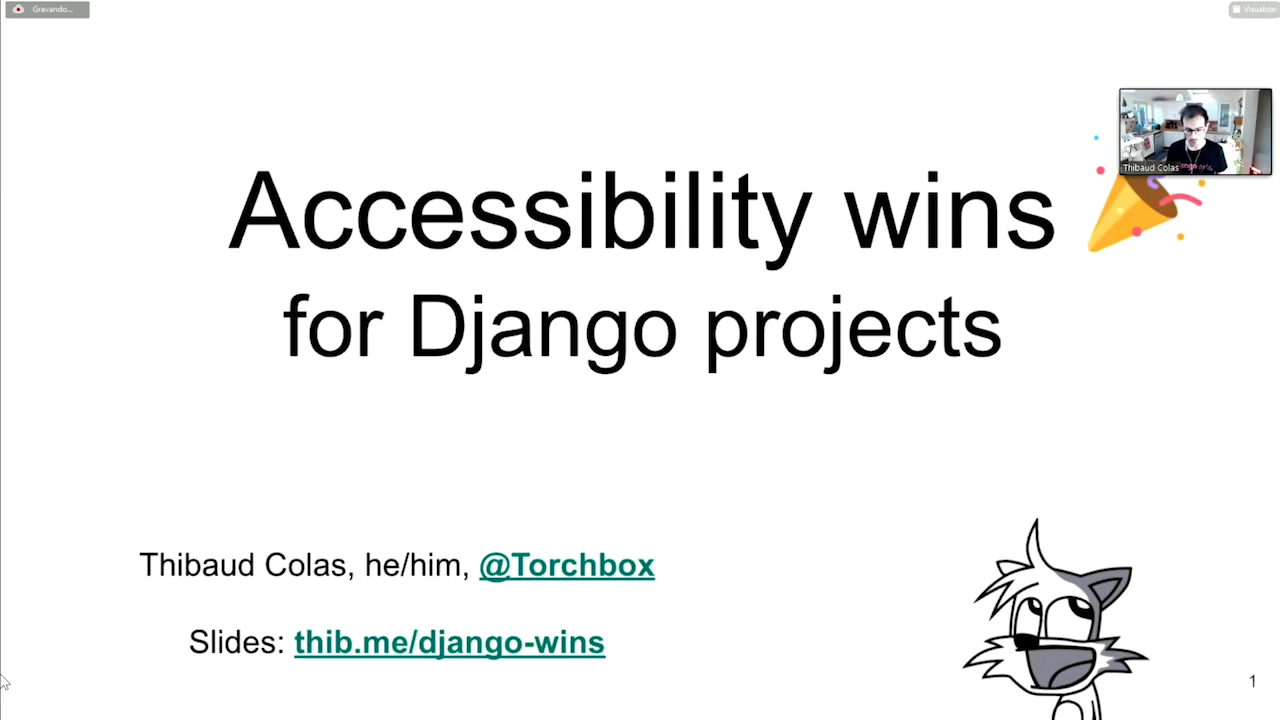 Gravando...
Visualizar
Thibaud Colas
Accessibility wins
for Django projects
Thibaud Colas, he/him, @Torchbox
Slides: thib.me/django-wins
1